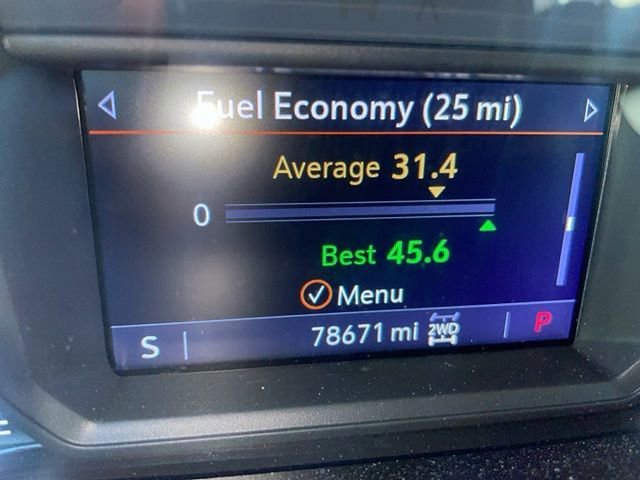 Fuel Economy (25 mi)
Average 31.4
0
Best 45.6
Menu
S 78671 mi 2WD P